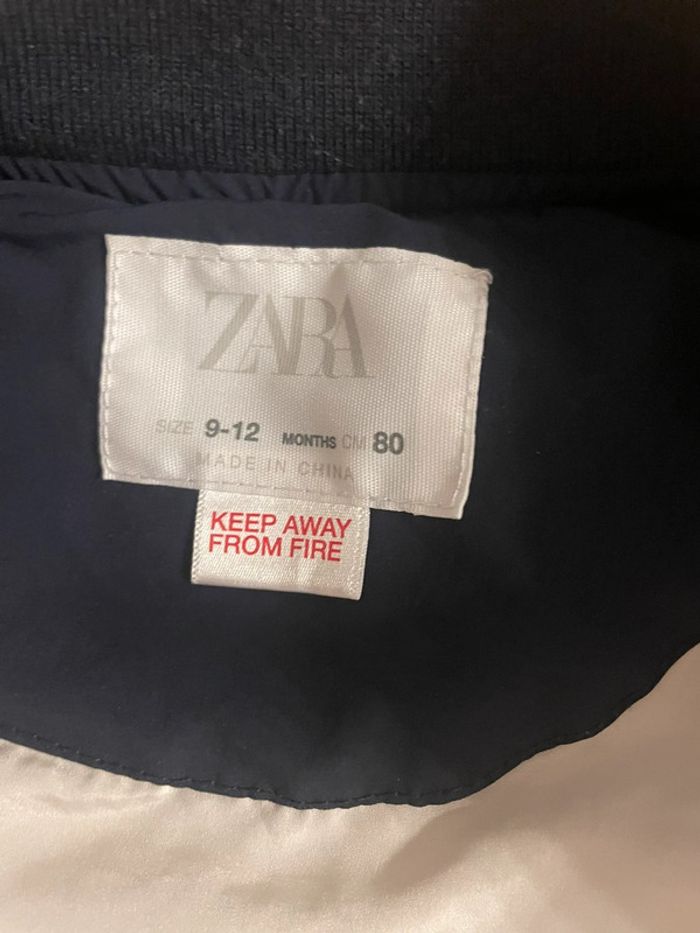 ZARA
SIZE 9-12 MONTHS CM 80
MADE IN CHINA
KEEP AWAY
FROM FIRE